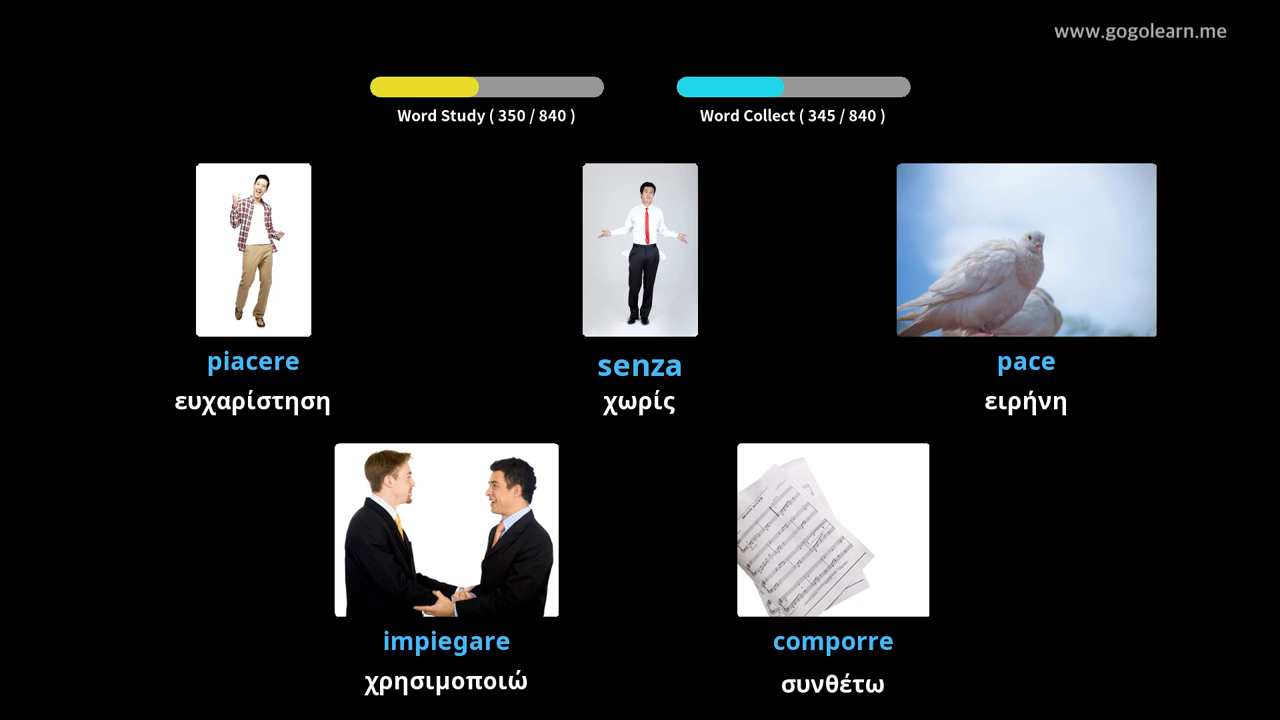 www.gogolearn.me
Word Study ( 350 / 840 )
Word Collect ( 345 / 840 )
piacere
ευχαρίστηση
senza
χωρίς
pace
ειρήνη
impiegare
χρησιμοποιώ
comporre
συνθέτω